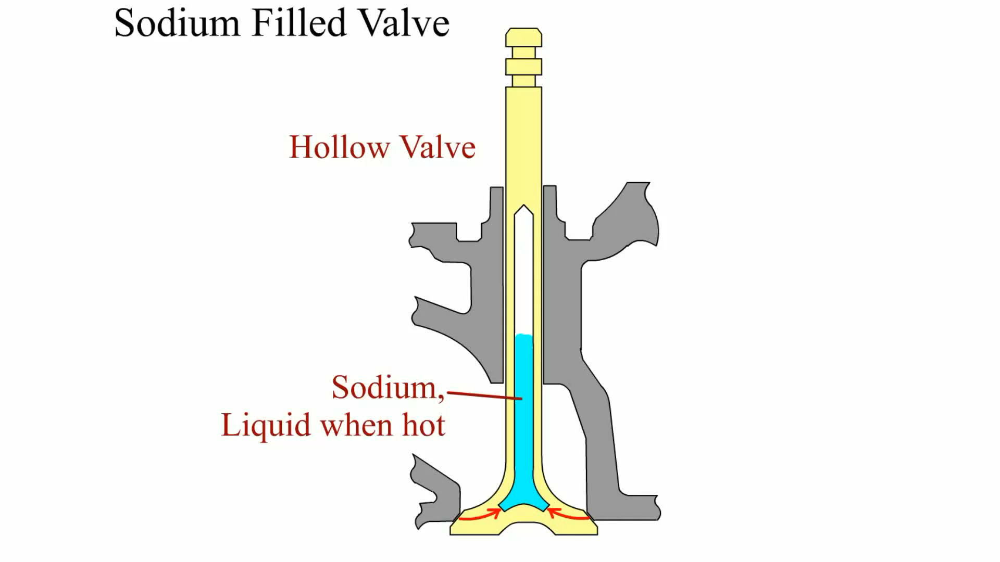 Sodium Filled Valve
Hollow Valve
Sodium,
Liquid when hot